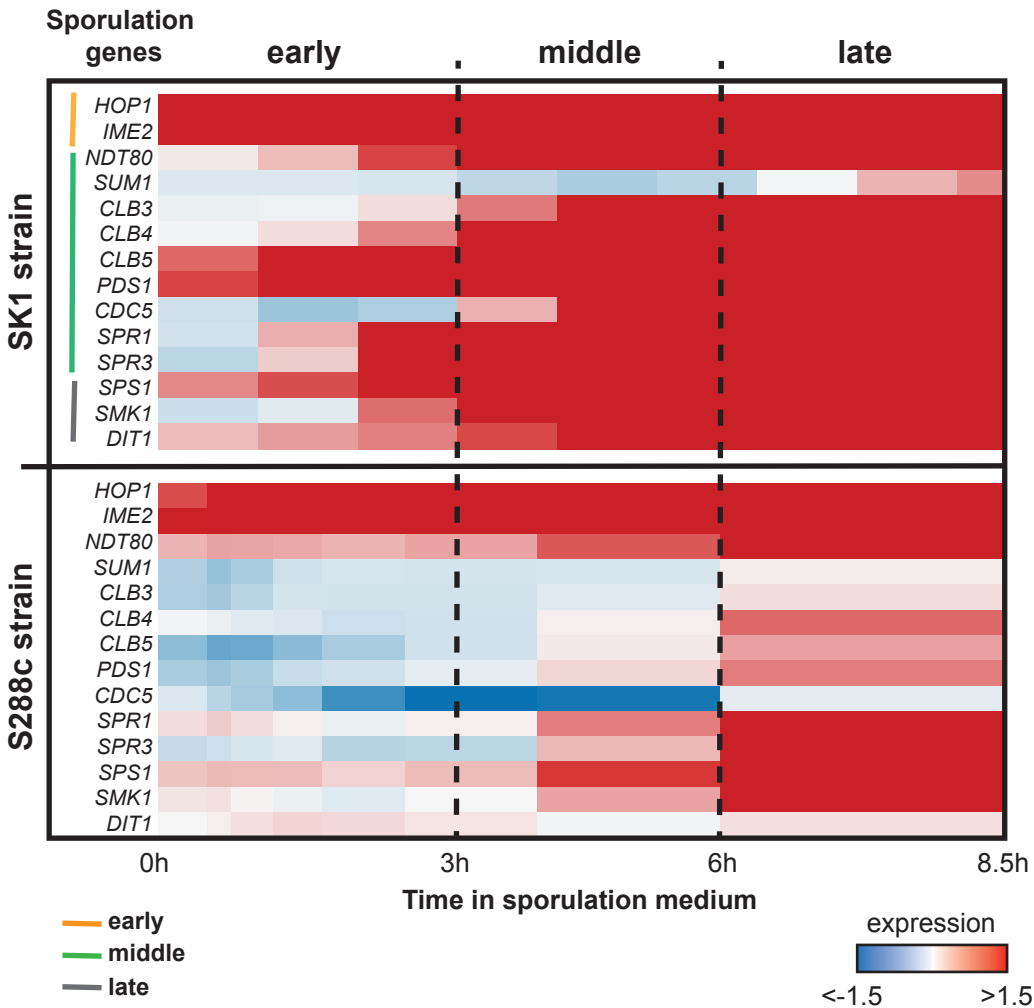 Sporulation
genes
early
middle
late
SK1 strain
HOP1
IME2
NDT80
SUM1
CLB3
CLB4
CLB5
PDS1
CDC5
SPR1
SPR3
SPS1
SMK1
DIT1
S288c strain
HOP1
IME2
NDT80
SUM1
CLB3
CLB4
CLB5
PDS1
CDC5
SPR1
SPR3
SPS1
SMK1
DIT1
0h 3h 6h 8.5h
Time in sporulation medium
early
middle
late
expression
<-1.5 >1.5